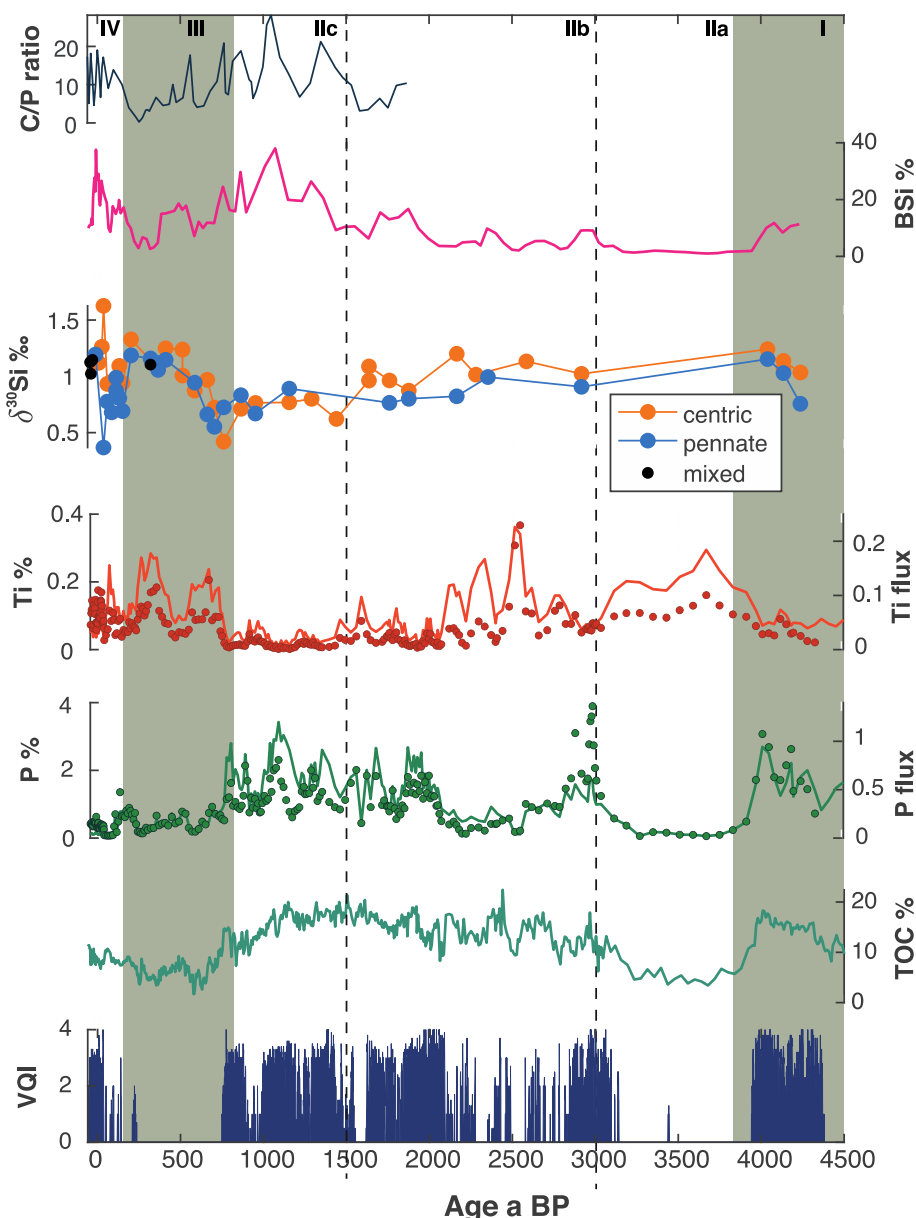 IV III IIc IIb IIa I
C/P ratio
20
10
0
BSi %
40
20
0
δ³⁰Si ‰
1.5
1
0.5
centric
pennate
mixed
Ti %
0.4
0.2
0
Ti flux
0.2
0.1
0
P %
4
2
0
P flux
1
0.5
0
TOC %
20
10
0
VQI
4
2
0
0 500 1000 1500 2000 2500 3000 3500 4000 4500
Age a BP